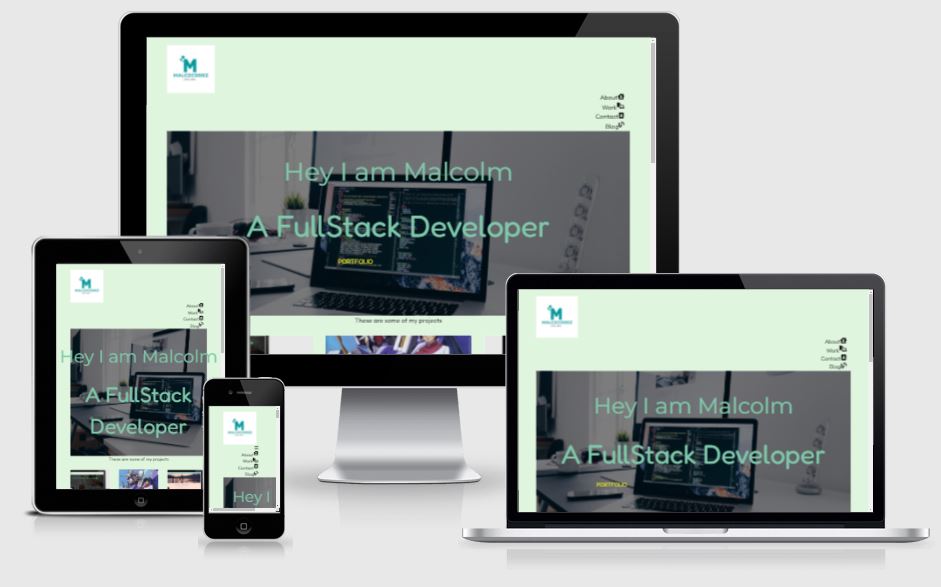 M
About
Work
Contact
Blog
Hey I am Malcolm
A FullStack Developer
PORTFOLIO
These are some of my projects
M
About
Work
Contact
Blog
Hey I am Malcolm
A FullStack
Developer
These are some of my projects
M
About
Work
Contact
Blog
Hey I
M
About
Work
Contact
Blog
Hey I am Malcolm
A FullStack Developer
PORTFOLIO